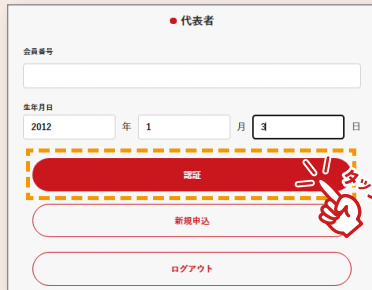 ● 代表者
会員番号
生年月日
2012 年 1 月 3 日
認証
タップ
新規申込
ログアウト